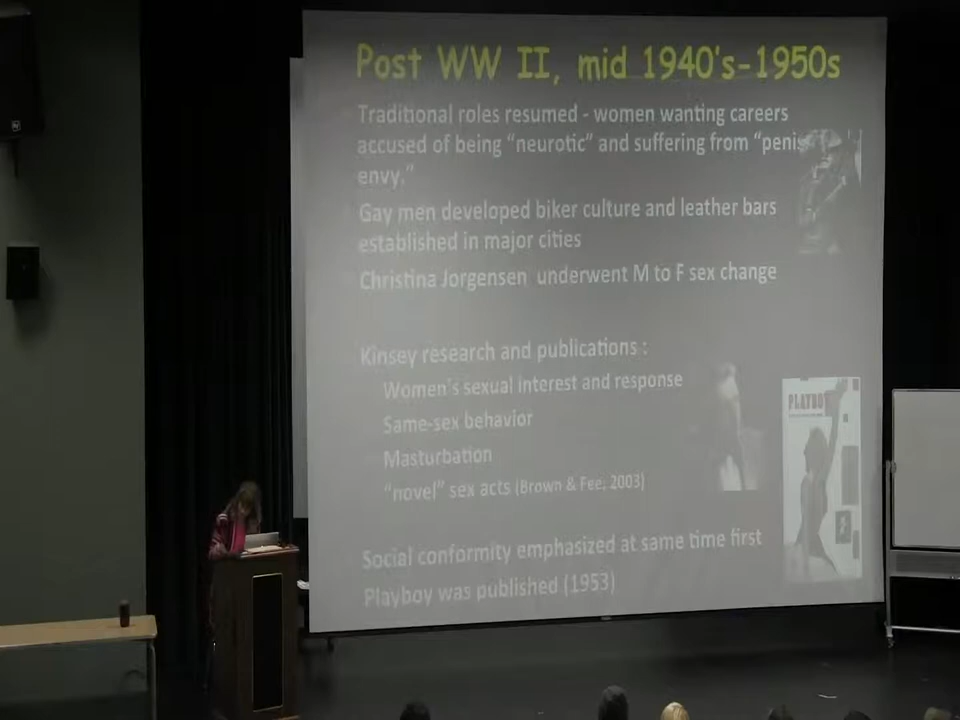 Post WW II, mid 1940's-1950s
Traditional roles resumed - women wanting careers
accused of being "neurotic" and suffering from "penis
envy."
Gay men developed biker culture and leather bars
established in major cities
Christina Jorgensen underwent M to F sex change
Kinsey research and publications :
Women's sexual interest and response
Same-sex behavior
Masturbation
"novel" sex acts (Brown & Fee, 2003)
PLAYBOY
Social conformity emphasized at same time first
Playboy was published (1953)